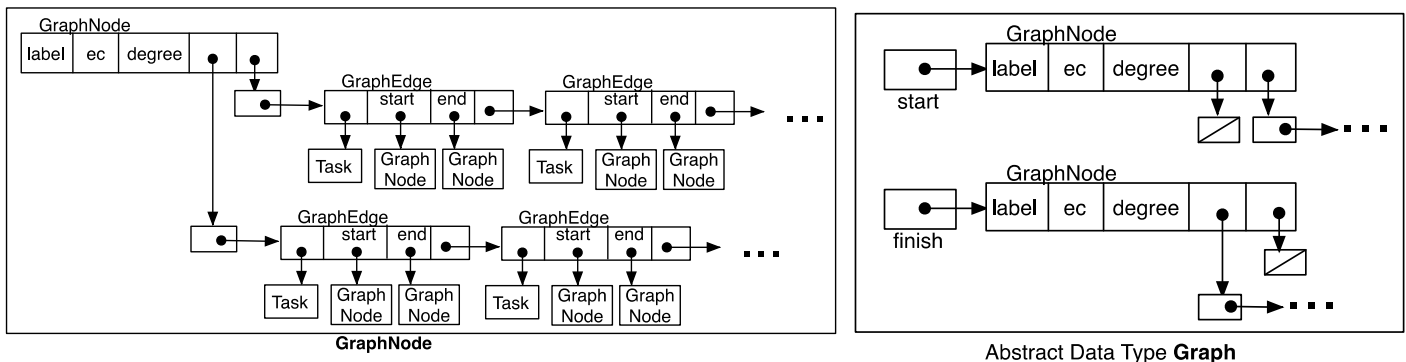 GraphNode
label ec degree
GraphEdge
start end
GraphEdge
start end
Task
Graph
Node
Graph
Node
Task
Graph
Node
Graph
Node
GraphEdge
start end
GraphEdge
start end
Task
Graph
Node
Graph
Node
Task
Graph
Node
Graph
Node
GraphNode
GraphNode
label ec degree
start
GraphNode
label ec degree
finish
Abstract Data Type Graph